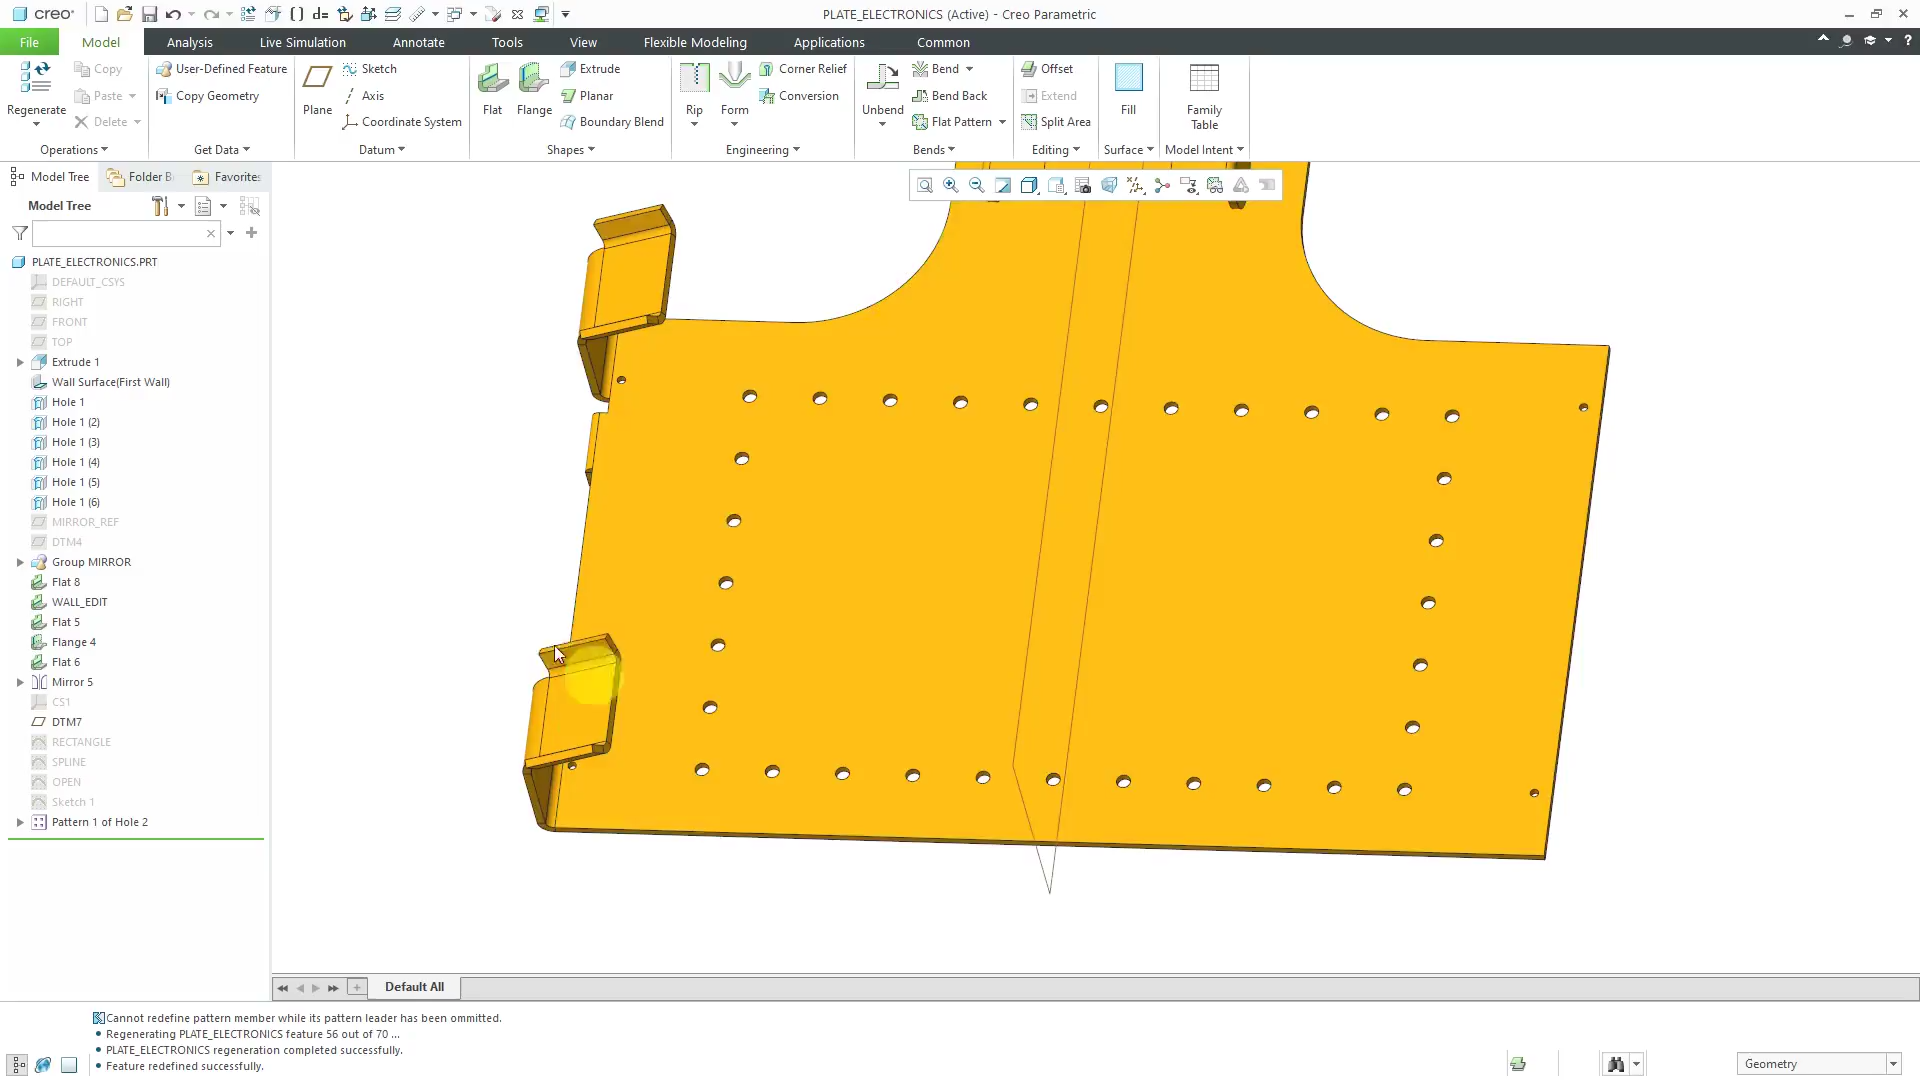 creo
PLATE_ELECTRONICS (Active) - Creo Parametric
File
Model
Analysis
Live Simulation
Annotate
Tools
View
Flexible Modeling
Applications
Common
Regenerate
Copy
Paste
Delete
Operations
User-Defined Feature
Copy Geometry
Get Data
Plane
Sketch
Axis
Coordinate System
Datum
Flat
Flange
Extrude
Planar
Boundary Blend
Shapes
Rip
Form
Corner Relief
Conversion
Engineering
Unbend
Bend
Bend Back
Flat Pattern
Bends
Offset
Extend
Split Area
Editing
Fill
Surface
Family Table
Model Intent
Model Tree
Folder B
Favorites
Model Tree
PLATE_ELECTRONICS.PRT
DEFAULT_CSYS
RIGHT
FRONT
TOP
Extrude 1
Wall Surface(First Wall)
Hole 1
Hole 1 (2)
Hole 1 (3)
Hole 1 (4)
Hole 1 (5)
Hole 1 (6)
MIRROR_REF
DTM4
Group MIRROR
Flat 8
WALL_EDIT
Flat 5
Flange 4
Flat 6
Mirror 5
CS1
DTM7
RECTANGLE
SPLINE
OPEN
Sketch 1
Pattern 1 of Hole 2
Default All
Cannot redefine pattern member while its pattern leader has been ommitted.
• Regenerating PLATE_ELECTRONICS feature 56 out of 70 ...
• PLATE_ELECTRONICS regeneration completed successfully.
• Feature redefined successfully.
Geometry